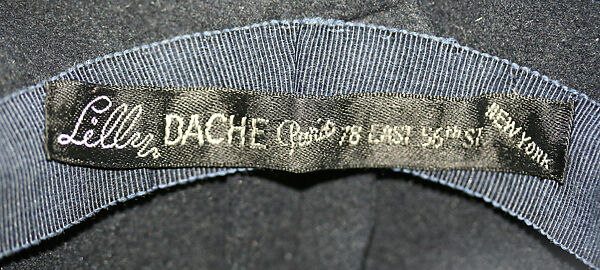 Lilly DACHE Paris 78 EAST 56TH ST NEW YORK